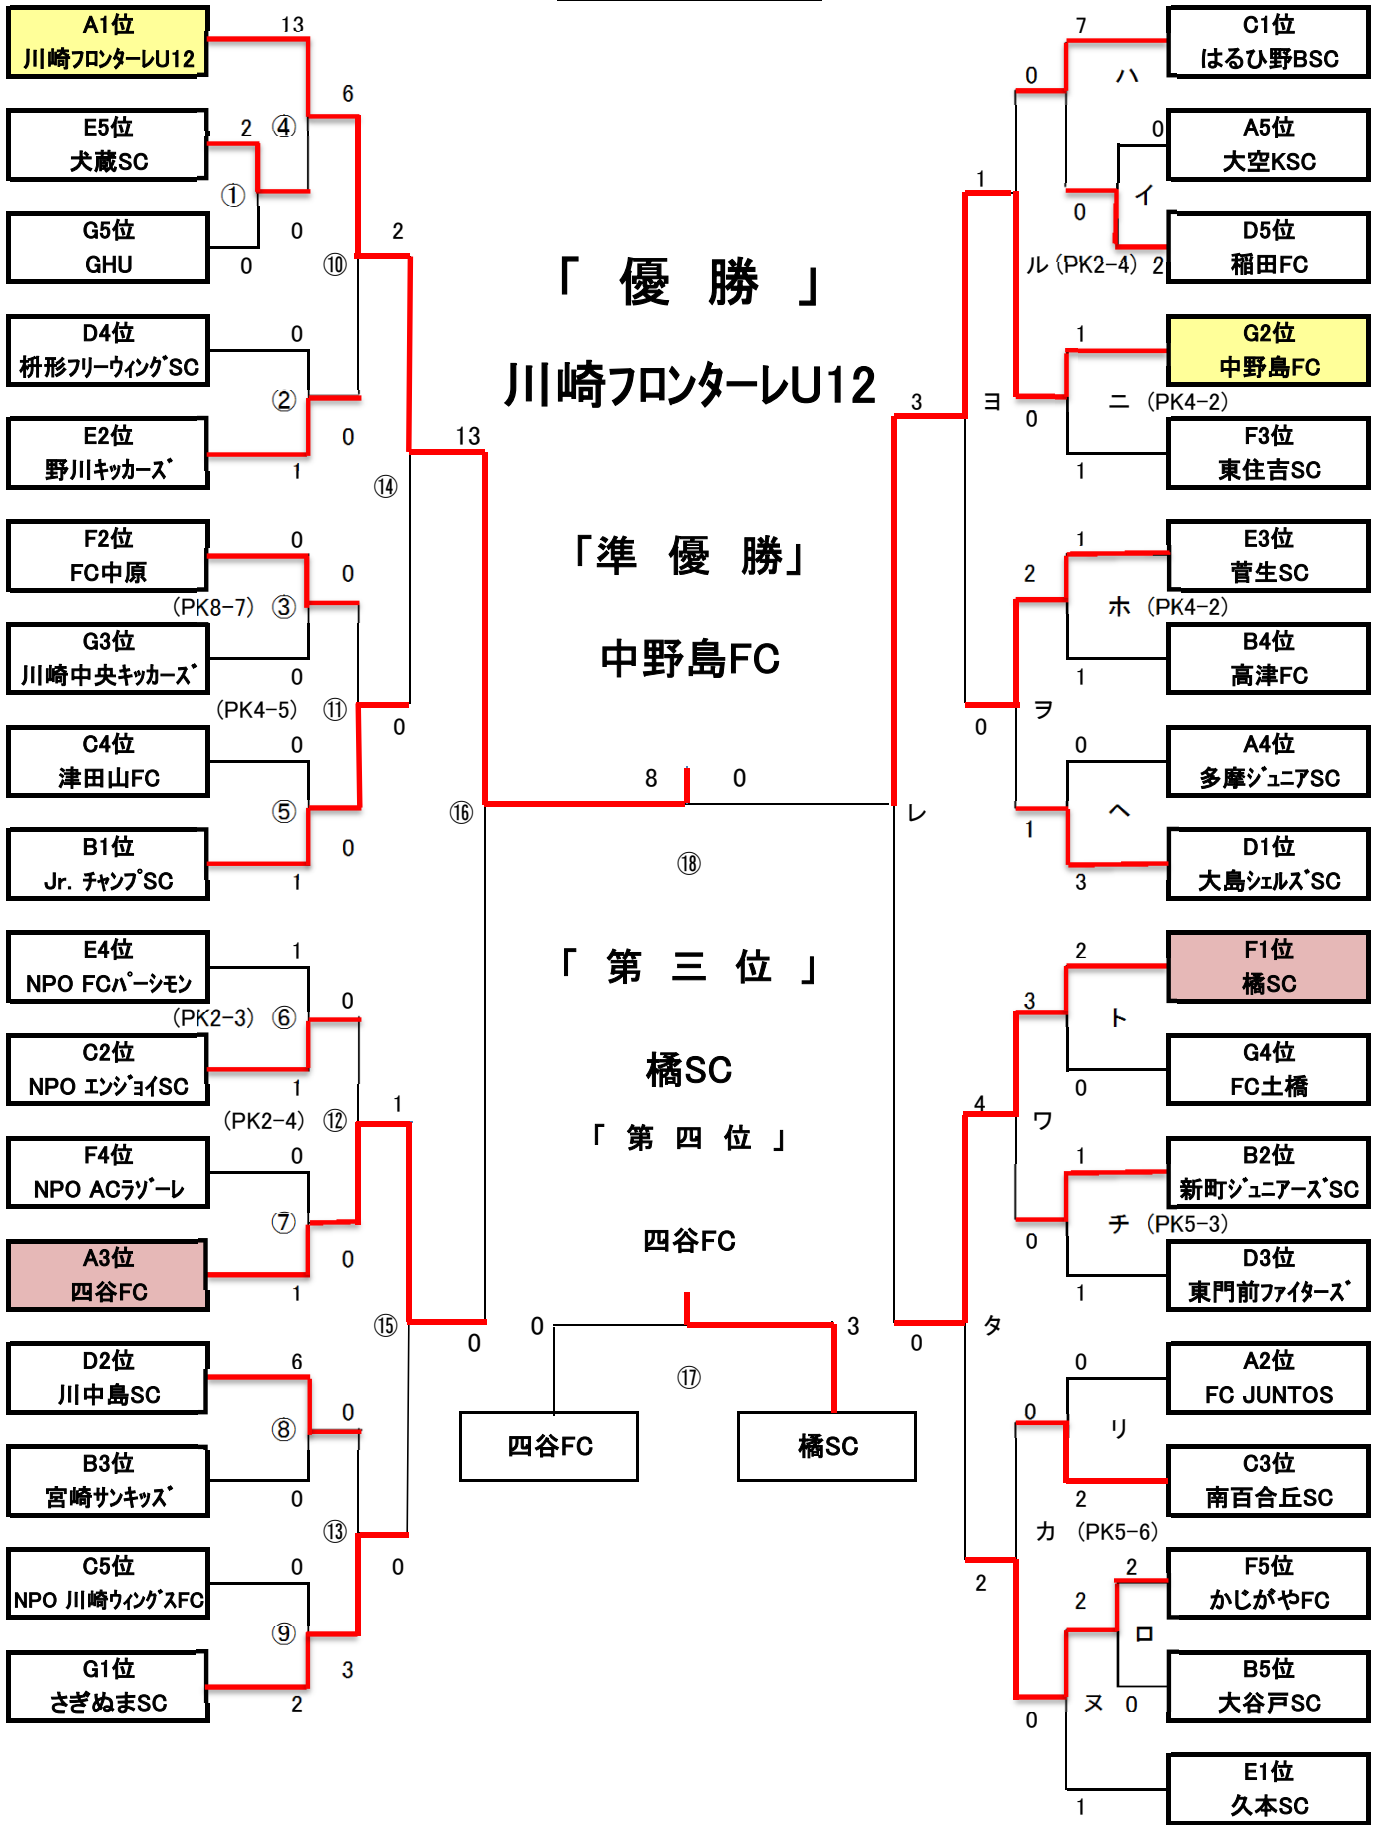 A1位
川崎フロンターレU12
13
6
E5位
犬蔵SC
2
④
①
G5位
GHU
0
0
⑩
2
D4位
枡形フリーウィングSC
0
②
E2位
野川キッカーズ
1
0
13
⑭
F2位
FC中原
0
0
(PK8-7) ③
G3位
川崎中央キッカーズ
0
(PK4-5) ⑪
0
C4位
津田山FC
0
⑤
B1位
Jr. チャンプSC
1
0
⑯
E4位
NPO FCパーシモン
1
0
(PK2-3) ⑥
C2位
NPO エンジョイSC
1
(PK2-4) ⑫
1
F4位
NPO ACラゾーレ
0
⑦
A3位
四谷FC
1
0
⑮
0
D2位
川中島SC
6
0
⑧
B3位
宮崎サンキッズ
0
⑬
0
C5位
NPO 川崎ウィングスFC
0
⑨
G1位
さぎぬまSC
2
3
「 優 勝 」
川崎フロンターレU12
「準 優 勝」
中野島FC
8 0
⑱
「 第 三 位 」
橘SC
「 第 四 位 」
四谷FC
0 3
⑰
四谷FC
橘SC
C1位
はるひ野BSC
7
0
ハ
A5位
大空KSC
0
イ
1
0
D5位
稲田FC
ル (PK2-4) 2
G2位
中野島FC
1
3
ヨ
0
ニ (PK4-2)
F3位
東住吉SC
1
E3位
菅生SC
1
2
ホ (PK4-2)
B4位
高津FC
1
ヲ
0
A4位
多摩ジュニアSC
0
レ
1
ヘ
D1位
大島シェルズSC
3
F1位
橘SC
2
3
ト
G4位
FC土橋
0
4
ワ
B2位
新町ジュニアーズSC
1
0
チ (PK5-3)
D3位
東門前ファイターズ
1
0
タ
A2位
FC JUNTOS
0
0
リ
C3位
南百合丘SC
2
カ (PK5-6)
2
F5位
かじがやFC
2
2
ロ
B5位
大谷戸SC
0
ヌ
0
E1位
久本SC
1